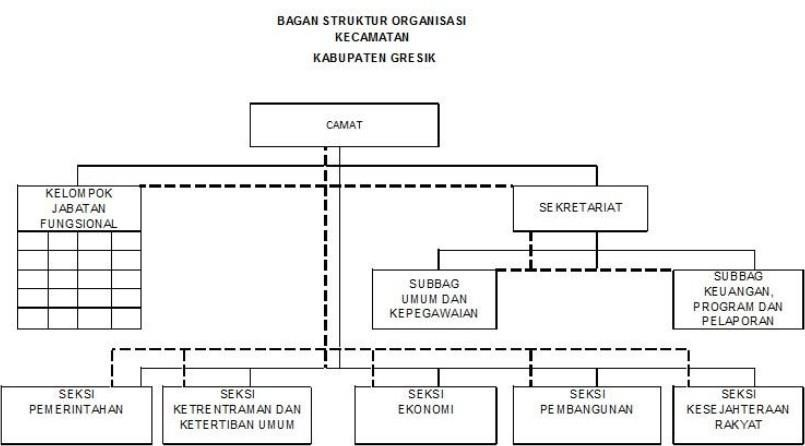 BAGAN STRUKTUR ORGANISASI
KECAMATAN
KABUPATEN GRESIK
CAMAT
KELOMPOK
JABATAN
FUNGSIONAL
SEKRETARIAT
SUBBAG
UMUM DAN
KEPEGAWAIAN
SUBBAG
KEUANGAN,
PROGRAM DAN
PELAPORAN
SEKSI
PEMERINTAHAN
SEKSI
KETRENTRAMAN DAN
KETERTIBAN UMUM
SEKSI
EKONOMI
SEKSI
PEMBANGUNAN
SEKSI
KESEJAHTERAAN
RAKYAT